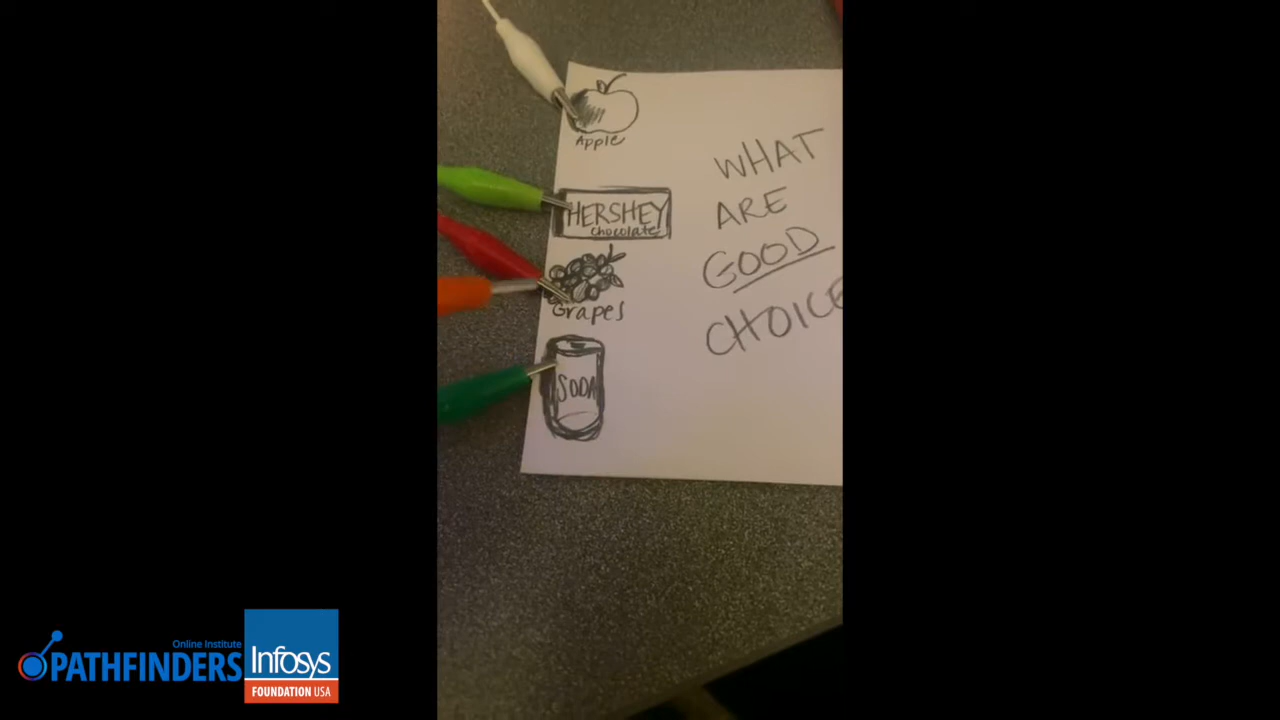 Apple
HERSHEY
chocolate
Grapes
SODA
WHAT
ARE
GOOD
CHOICE
Online Institute
PATHFINDERS
Infosys
FOUNDATION USA